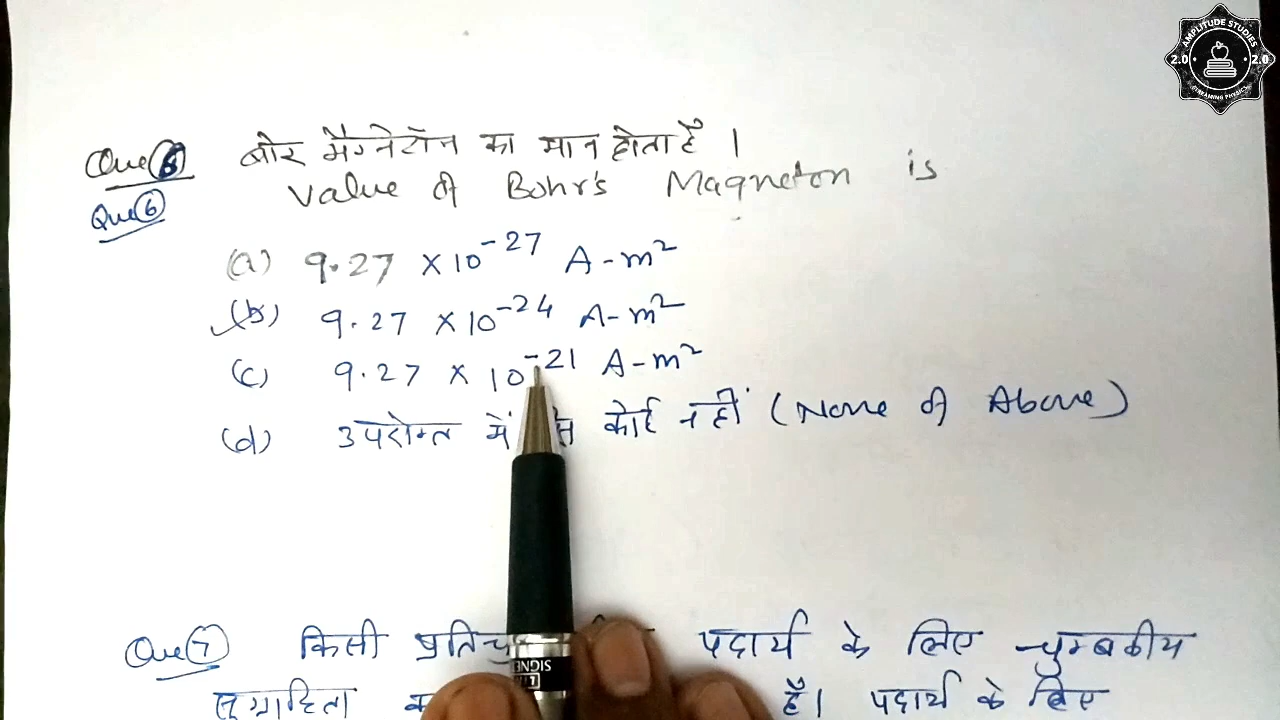 AMPLITUDE STUDIES
2.0 2.0
Que 6 बोर मैग्नेटॉन का मान होता है ।
Que 6 Value of Bohr's Magneton is
(a) 9.27 × 10⁻²⁷ A-m²
(b) 9.27 × 10⁻²⁴ A-m²
(c) 9.27 × 10⁻²¹ A-m²
(d) उपरोक्त में से कोई नहीं (None of Above)
Que 7 किसी पदार्थ के लिए चुम्बकीय
हैं। पदार्थ के लिए